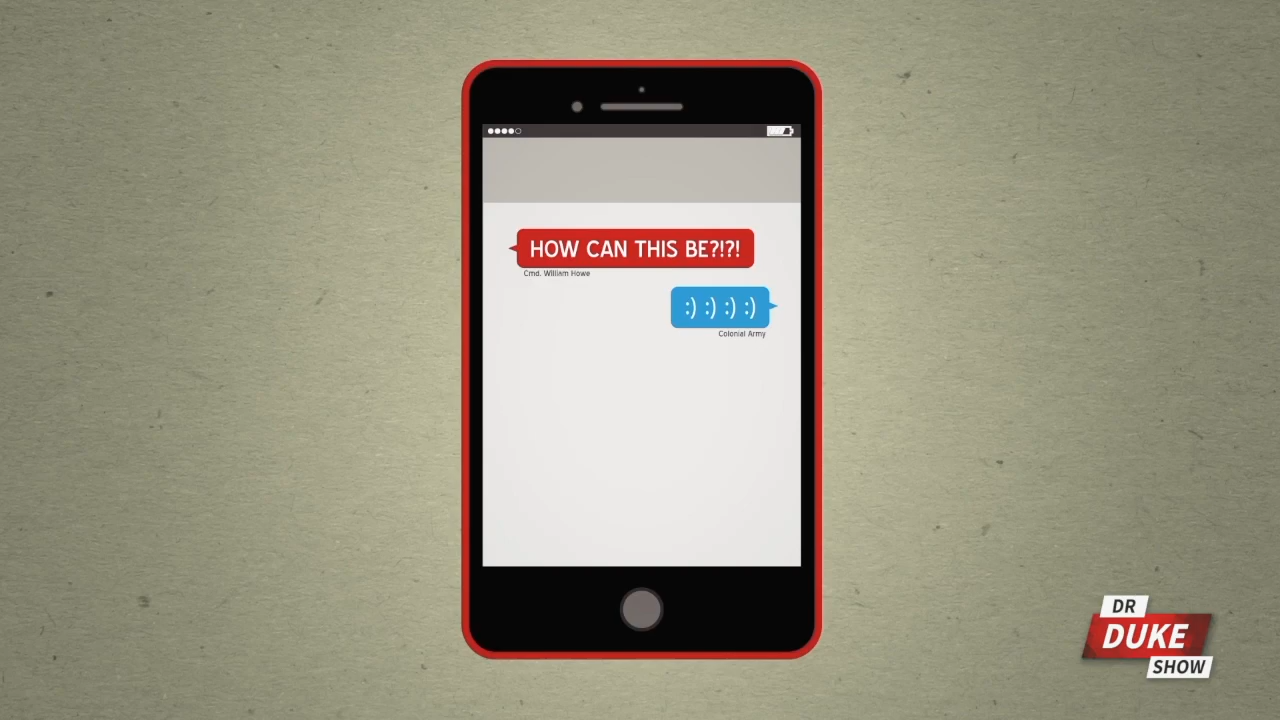 HOW CAN THIS BE?!?!
Cmd. William Howe
:) :) :) :)
Colonial Army
DR
DUKE
SHOW